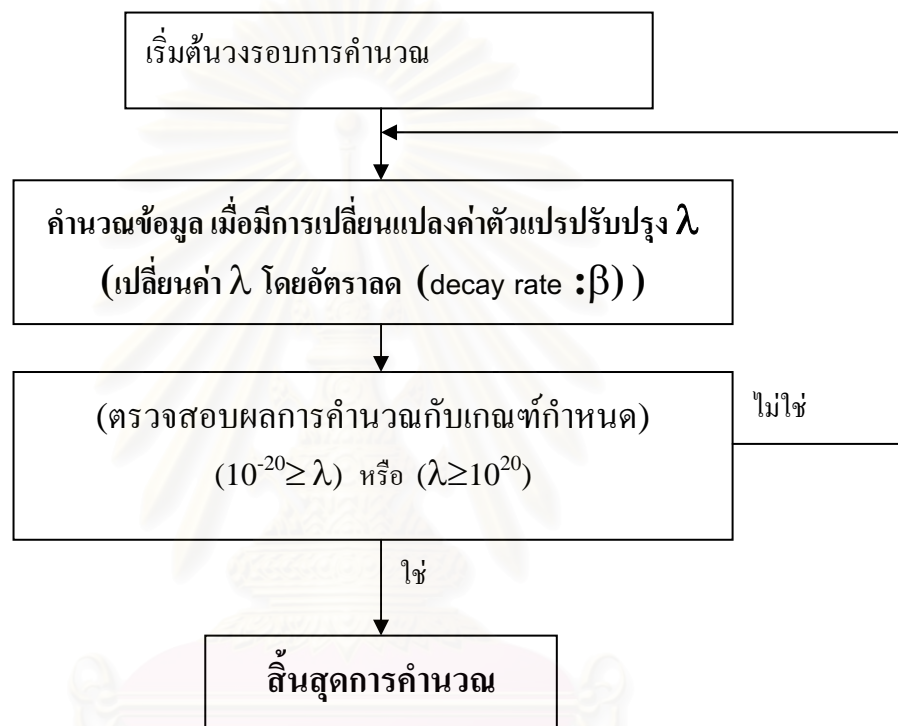 เริ่มต้นวงรอบการคำนวณ
คำนวณข้อมูล เมื่อมีการเปลี่ยนแปลงค่าตัวแปรปรับปรุง λ
(เปลี่ยนค่า λ โดยอัตราลด (decay rate :β) )
(ตรวจสอบผลการคำนวณกับเกณฑ์กำหนด)
ไม่ใช่
(10⁻²⁰≥ λ) หรือ (λ≥10²⁰)
ใช่
สิ้นสุดการคำนวณ